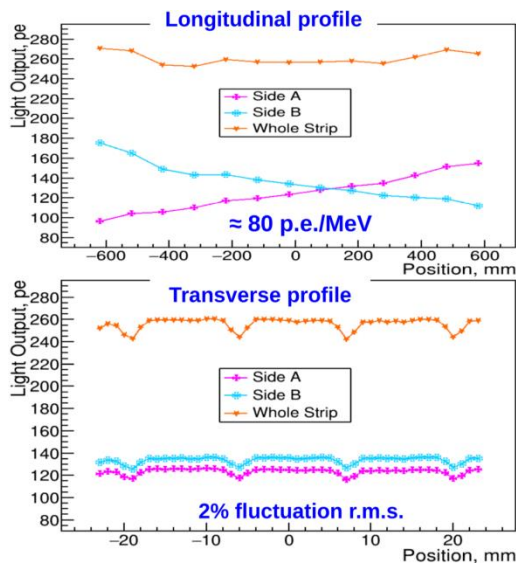 Longitudinal profile
Light Output, pe
280
260
240
220
200
180
160
140
120
100
80
Side A
Side B
Whole Strip
≈ 80 p.e./MeV
−600 −400 −200 0 200 400 600
Position, mm
Transverse profile
Light Output, pe
280
260
240
220
200
180
160
140
120
100
80
Side A
Side B
Whole Strip
2% fluctuation r.m.s.
−20 −10 0 10 20
Position, mm